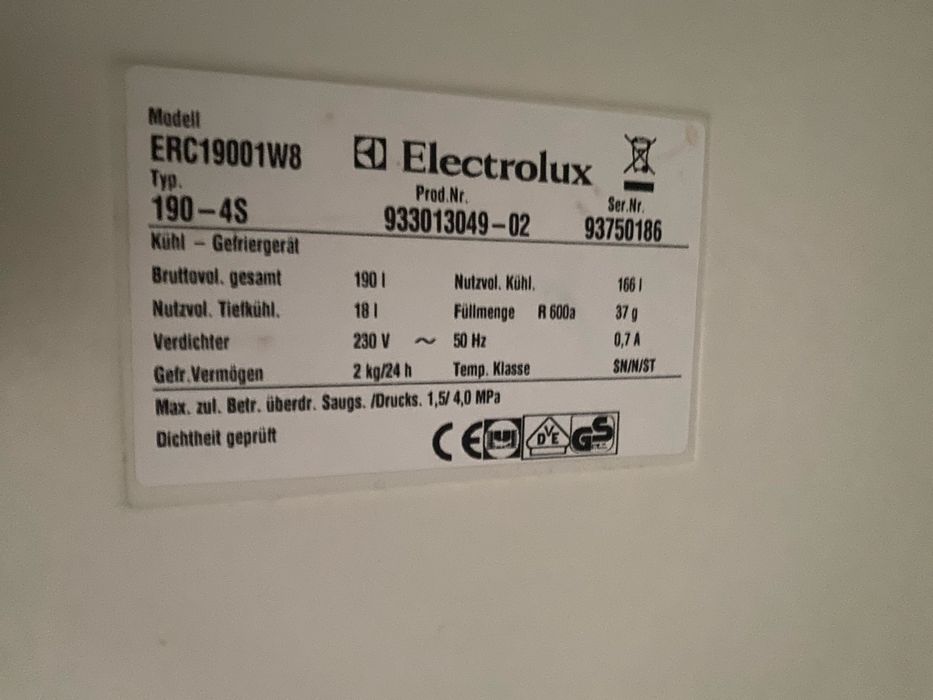 Modell
ERC19001W8
Electrolux
Typ.
190-4S
Prod.Nr.
933013049-02
Ser.Nr.
93750186
Kühl - Gefriergerät
Bruttovol. gesamt 190 l Nutzvol. Kühl. 166 l
Nutzvol. Tiefkühl. 18 l Füllmenge R 600a 37 g
Verdichter 230 V ~ 50 Hz 0,7 A
Gefr.Vermögen 2 kg/24 h Temp. Klasse SN/N/ST
Max. zul. Betr. überdr. Saugs. /Drucks. 1,5/ 4,0 MPa
Dichtheit geprüft
CE DVE GS